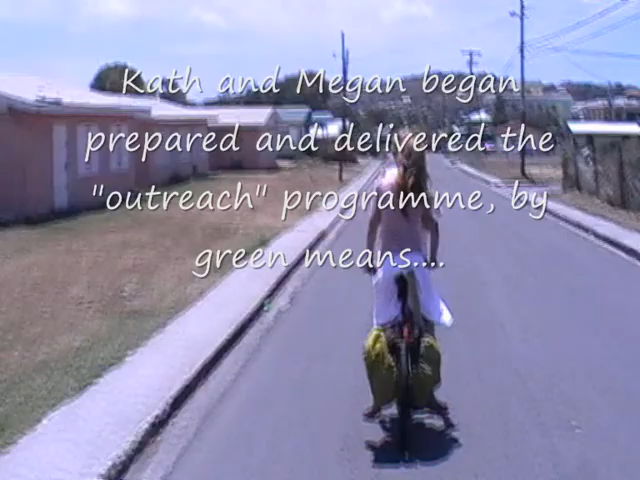 Kath and Megan began
prepared and delivered the
"outreach" programme, by
green means....